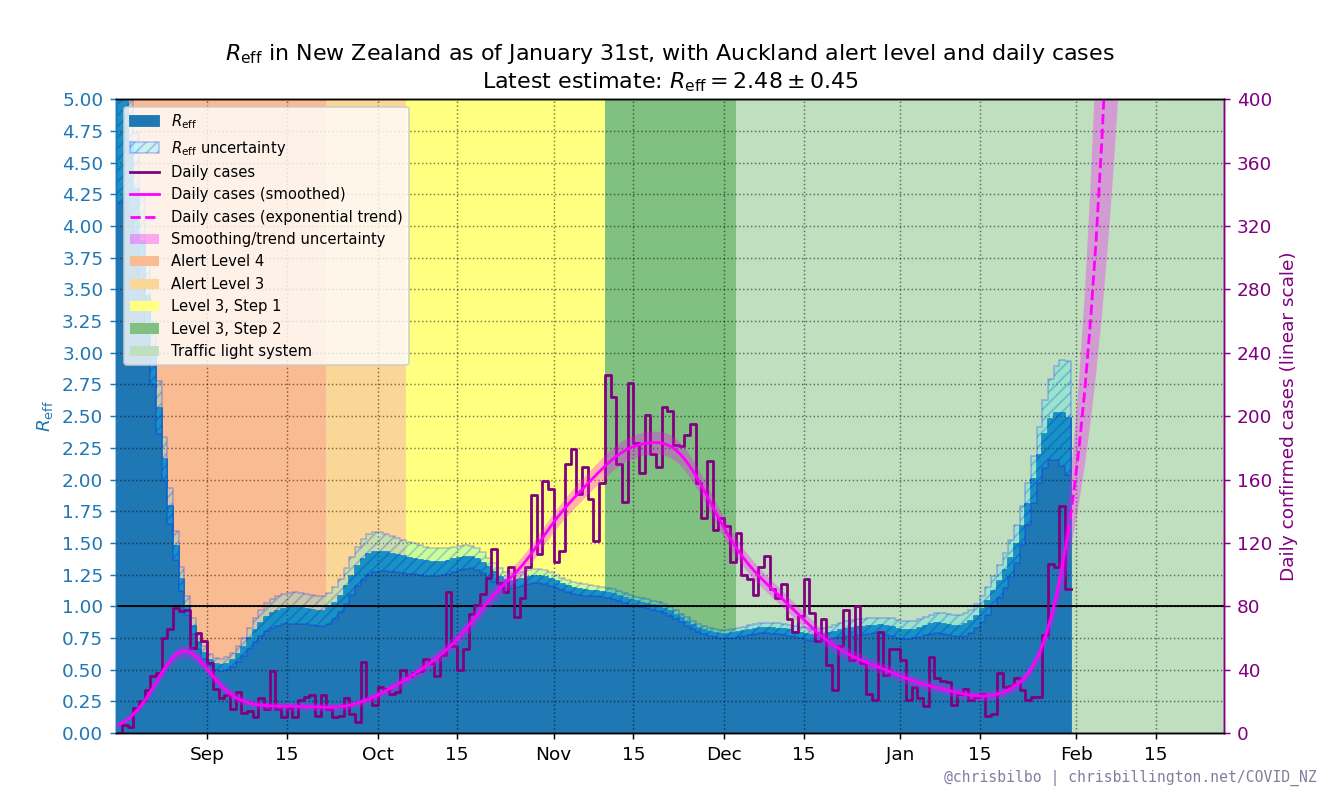 Reff in New Zealand as of January 31st, with Auckland alert level and daily cases
Latest estimate: Reff = 2.48 ± 0.45
5.00
4.75
4.50
4.25
4.00
3.75
3.50
3.25
3.00
2.75
2.50
2.25
2.00
1.75
1.50
1.25
1.00
0.75
0.50
0.25
0.00
Reff
Reff
Reff uncertainty
Daily cases
Daily cases (smoothed)
Daily cases (exponential trend)
Smoothing/trend uncertainty
Alert Level 4
Alert Level 3
Level 3, Step 1
Level 3, Step 2
Traffic light system
400
360
320
280
240
200
160
120
80
40
0
Daily confirmed cases (linear scale)
Sep 15 Oct 15 Nov 15 Dec 15 Jan 15 Feb 15
@chrisbilbo | chrisbillington.net/COVID_NZ